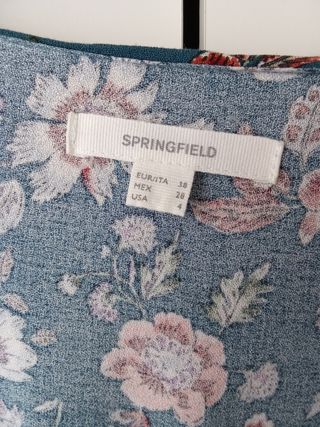 SPRINGFIELD
EUR/ITA 38
MEX 28
USA 4